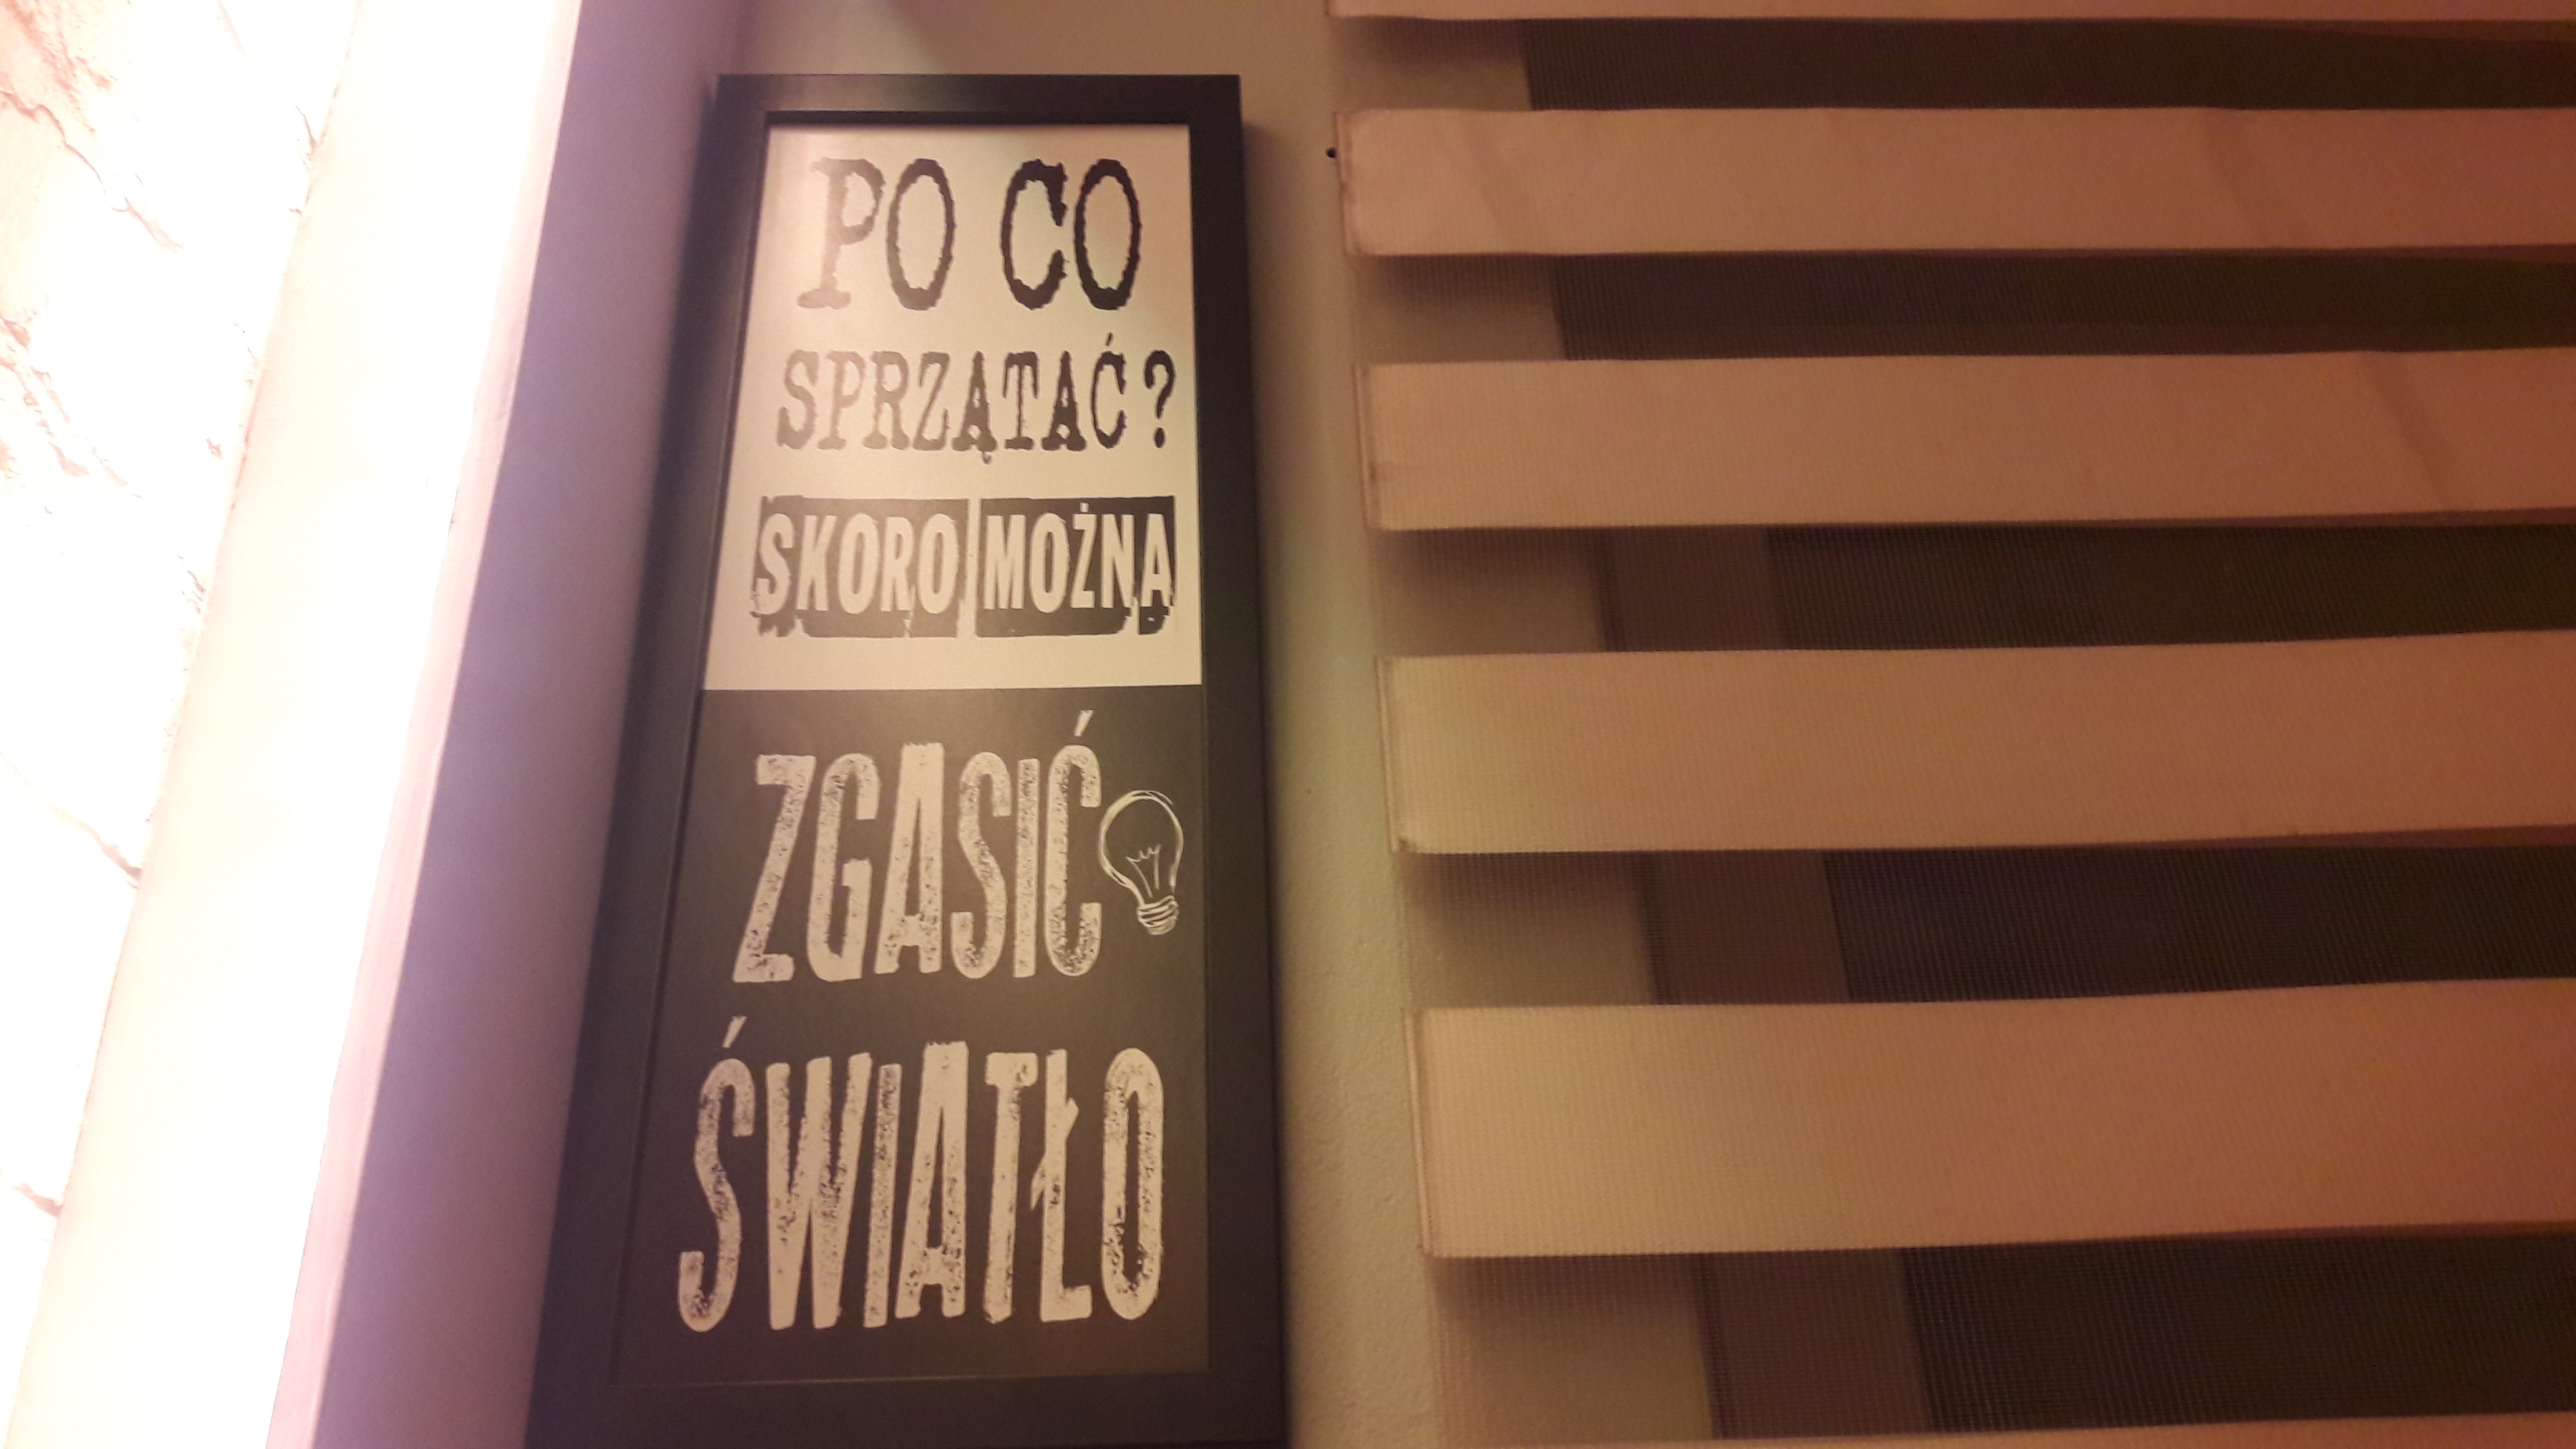 PO CO
SPRZĄTAĆ?
SKORO MOŻNA
ZGASIĆ
ŚWIATŁO